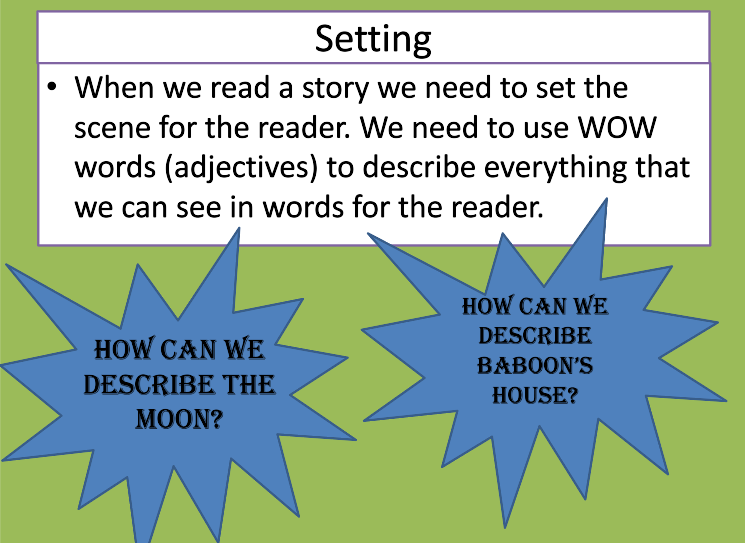 Setting
• When we read a story we need to set the
scene for the reader. We need to use WOW
words (adjectives) to describe everything that
we can see in words for the reader.
HOW CAN WE
DESCRIBE THE
MOON?
HOW CAN WE
DESCRIBE
BABOON'S
HOUSE?